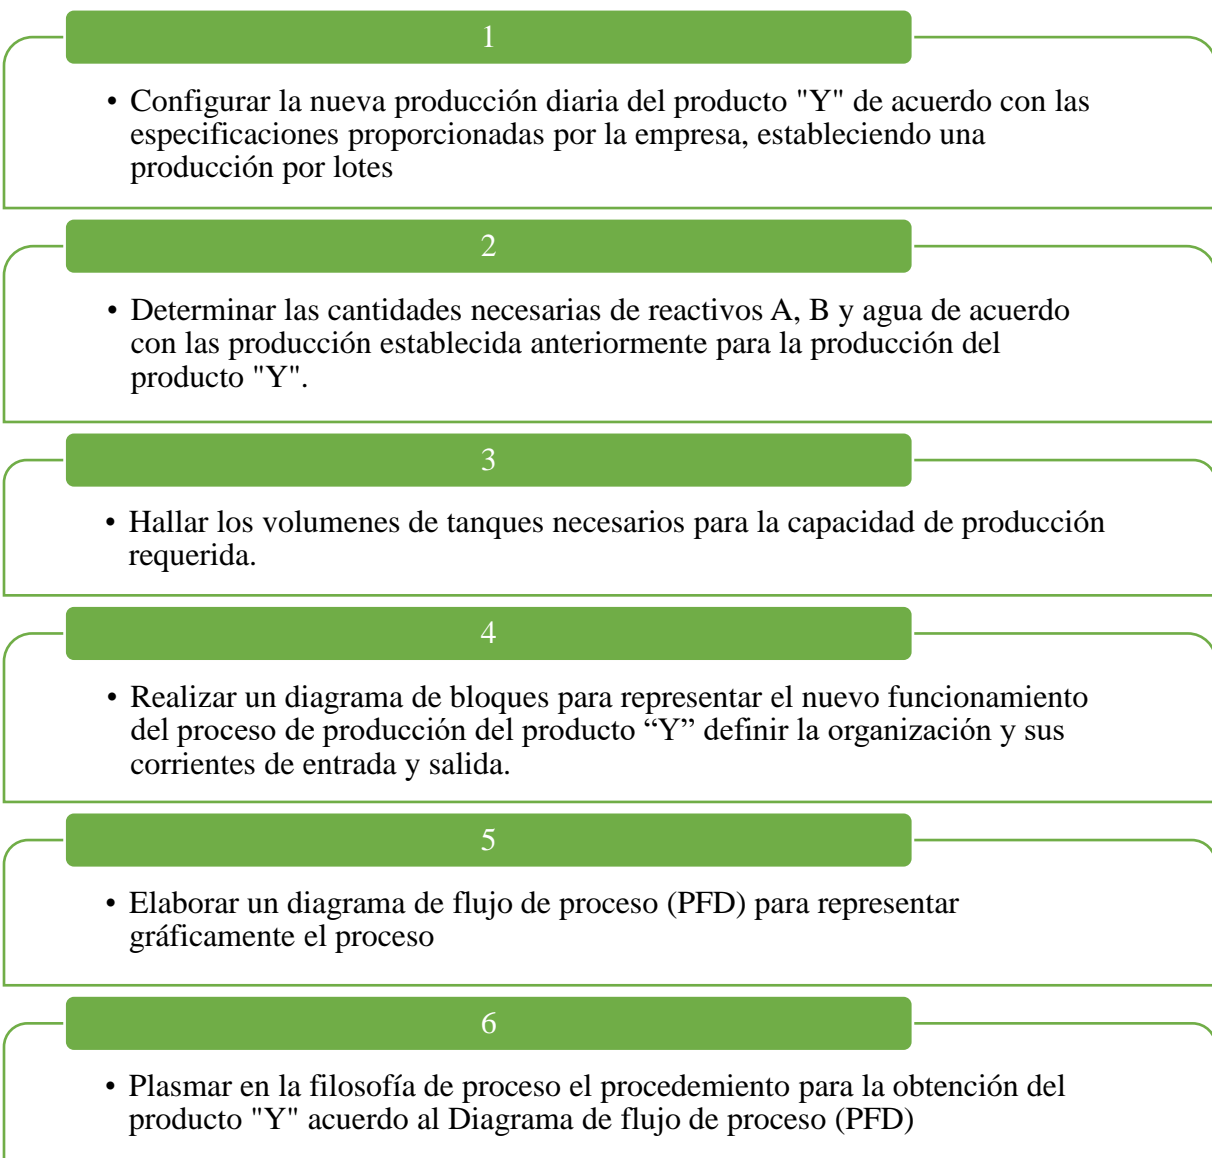 1
• Configurar la nueva producción diaria del producto "Y" de acuerdo con las
especificaciones proporcionadas por la empresa, estableciendo una
producción por lotes
2
• Determinar las cantidades necesarias de reactivos A, B y agua de acuerdo
con las producción establecida anteriormente para la producción del
producto "Y".
3
• Hallar los volumenes de tanques necesarios para la capacidad de producción
requerida.
4
• Realizar un diagrama de bloques para representar el nuevo funcionamiento
del proceso de producción del producto “Y” definir la organización y sus
corrientes de entrada y salida.
5
• Elaborar un diagrama de flujo de proceso (PFD) para representar
gráficamente el proceso
6
• Plasmar en la filosofía de proceso el procedemiento para la obtención del
producto "Y" acuerdo al Diagrama de flujo de proceso (PFD)